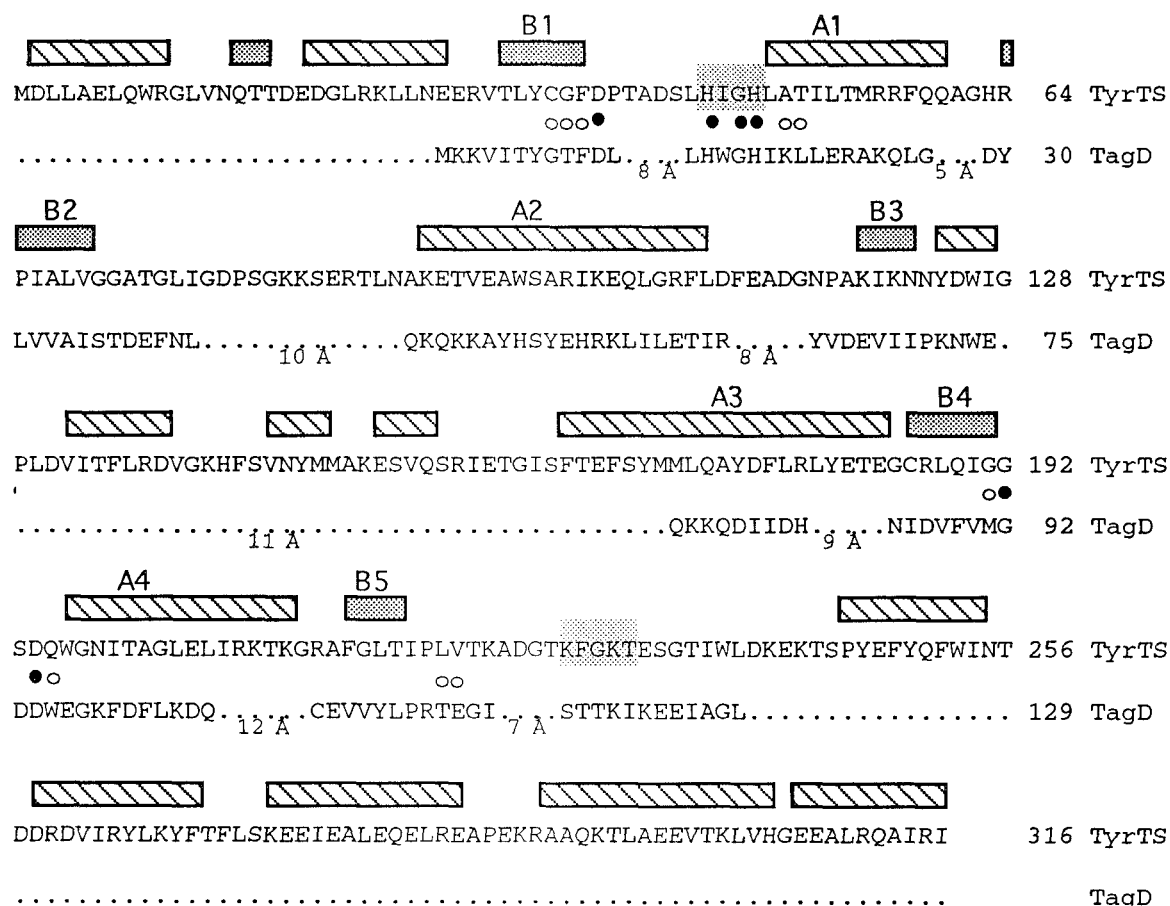 B1 A1
MDLLAELQWRGLVNQTTDEDGLRKLLNEERVTLYCGFDPTADSLHIGHLATILTMRRFQQAGHR 64 TyrTS
.........................MKKVITYGTFDL.....LHWGHIKLLERAKQLG....DY 30 TagD
8 A 5 A
B2 A2 B3
PIALVGGATGLIGDPSGKKSERTLNAKETVEAWSARIKEQLGRFLDFEADGNPAKIKNNYDWIG 128 TyrTS
LVVAISTDEFNL.............QKQKKAYHSYEHRKLILETIR.....YVDEVIIPKNWE. 75 TagD
10 A 8 A
A3 B4
PLDVITFLRDVGKHFSVNYMMAKESVQSRIETGISFTEFSYMMLQAYDFLRLYETEGCRLQIGG 192 TyrTS
..........................................QKKQDIIDH.....NIDVFVMG 92 TagD
11 A 9 A
A4 B5
SDQWGNITAGLELIRKTKGRAFGLTIPLVTKADGTKFGKTESGTIWLDKEKTSPYEFYQFWINT 256 TyrTS
DDWEGKFDFLKDQ......CEVVYLPRTEGI....STTKIKEEIAGL................. 129 TagD
12 A 7 A
DDRDVIRYLKYFTFLSKEEIEALEQELREAPEKRAAQKTLAEEVTKLVHGEEALRQAIRI 316 TyrTS
............................................................ TagD